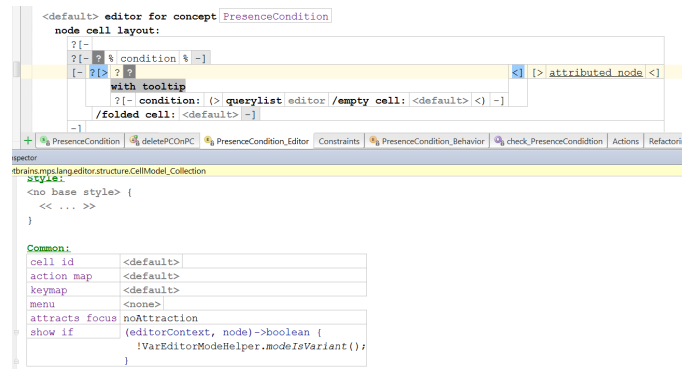 <default> editor for concept PresenceCondition
node cell layout:
?[-
?[- ? % condition % -]
[- ?[> ? ? <] [> attributed node <]
with tooltip
?[- condition: (> querylist editor /empty cell: <default> <) -]
/folded cell: <default> -]
-]
+ PresenceCondition deletePCOnPC PresenceCondition_Editor Constraints PresenceCondition_Behavior check_PresenceCondidtion Actions Refactorin
nspector
etbrains.mps.lang.editor.structure.CellModel_Collection
Style:
<no base style> {
<< ... >>
}
Common:
cell id <default>
action map <default>
keymap <default>
menu <none>
attracts focus noAttraction
show if (editorContext, node)->boolean {
!VarEditorModeHelper.modeIsVariant();
}